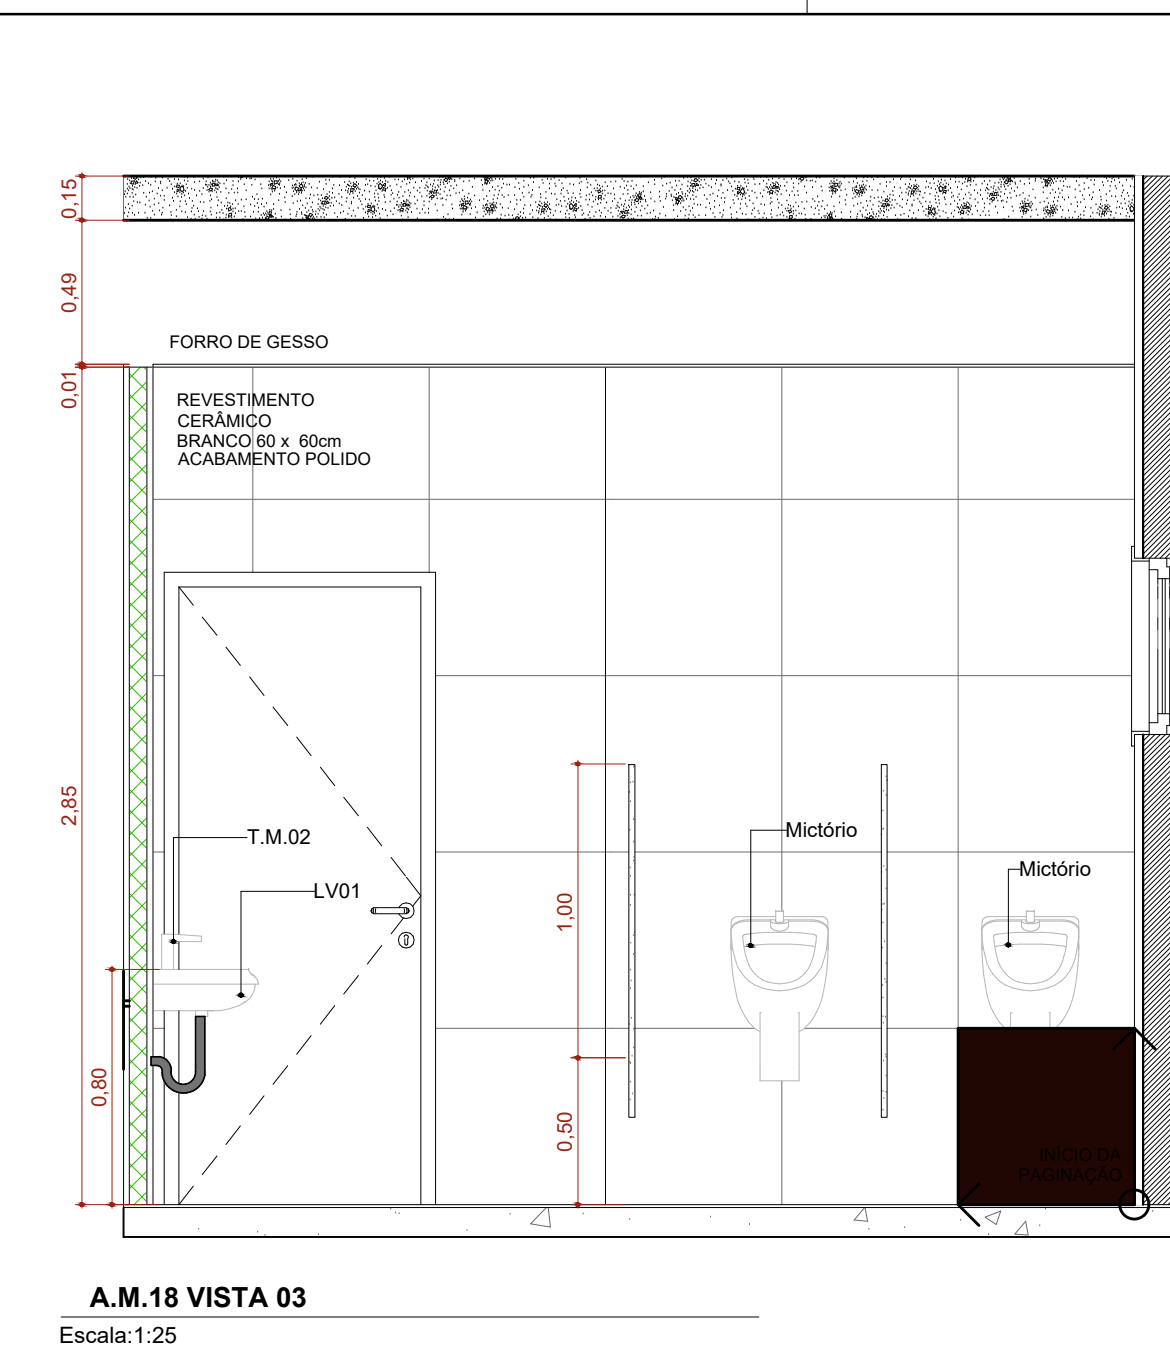 0,15
0,49
FORRO DE GESSO
0,01
REVESTIMENTO
CERÂMICO
BRANCO 60 x 60cm
ACABAMENTO POLIDO
2,85
T.M.02
LV01
Mictório
Mictório
1,00
0,80
0,50
INÍCIO DA
PAGINAÇÃO
A.M.18 VISTA 03
Escala:1:25